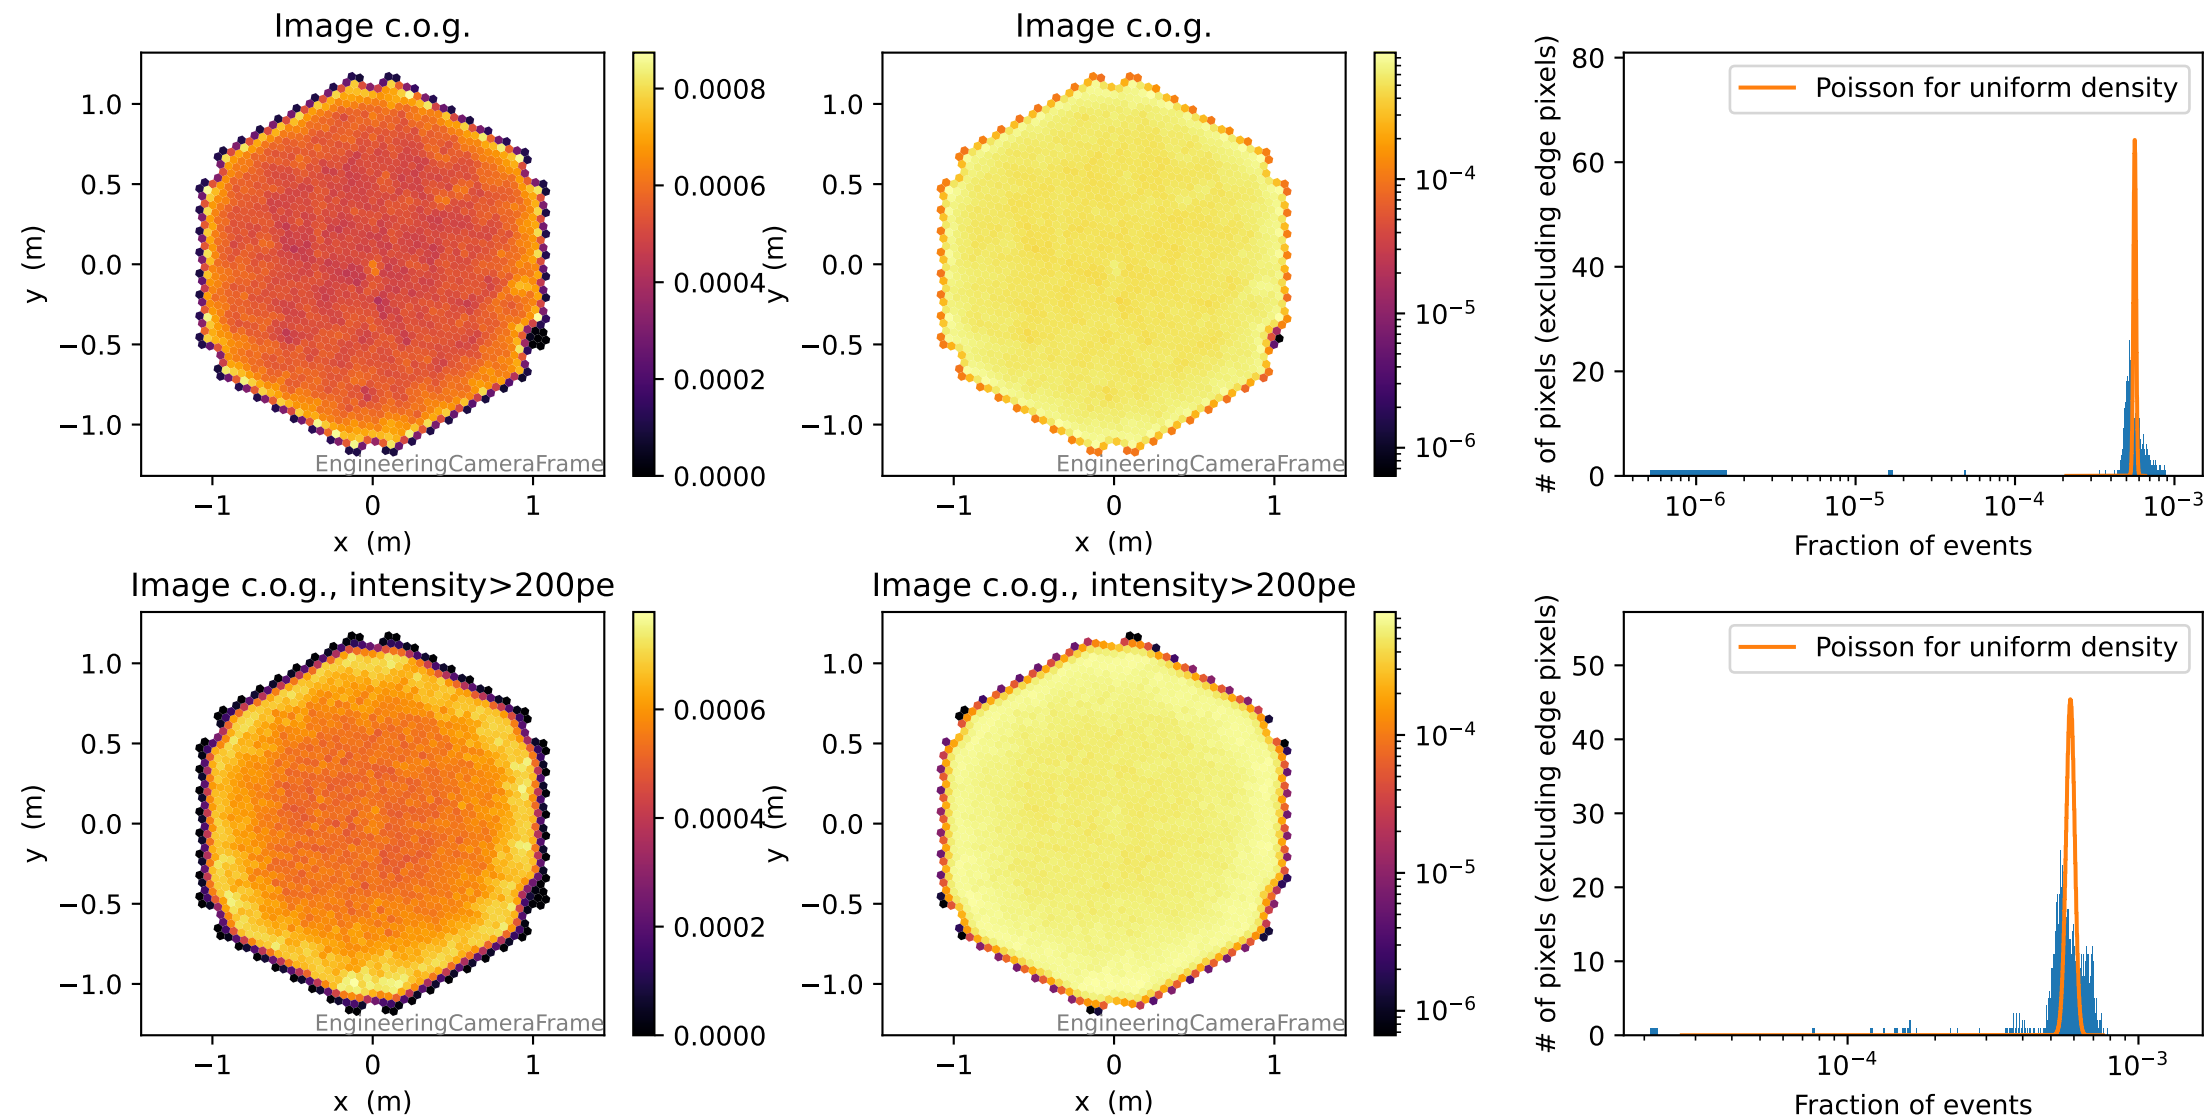 Image c.o.g.
1.0
0.5
0.0
−0.5
−1.0
y (m)
−1
0
1
x (m)
EngineeringCameraFrame
0.0008
0.0006
0.0004
0.0002
0.0000
Image c.o.g.
1.0
0.5
0.0
−0.5
−1.0
y (m)
−1
0
1
x (m)
EngineeringCameraFrame
10−4
10−5
10−6
# of pixels (excluding edge pixels)
80
60
40
20
0
Poisson for uniform density
10−6
10−5
10−4
10−3
Fraction of events
Image c.o.g., intensity>200pe
1.0
0.5
0.0
−0.5
−1.0
y (m)
−1
0
1
x (m)
EngineeringCameraFrame
0.0006
0.0004
0.0002
0.0000
Image c.o.g., intensity>200pe
1.0
0.5
0.0
−0.5
−1.0
y (m)
−1
0
1
x (m)
EngineeringCameraFrame
10−4
10−5
10−6
# of pixels (excluding edge pixels)
50
40
30
20
10
0
Poisson for uniform density
10−4
10−3
Fraction of events